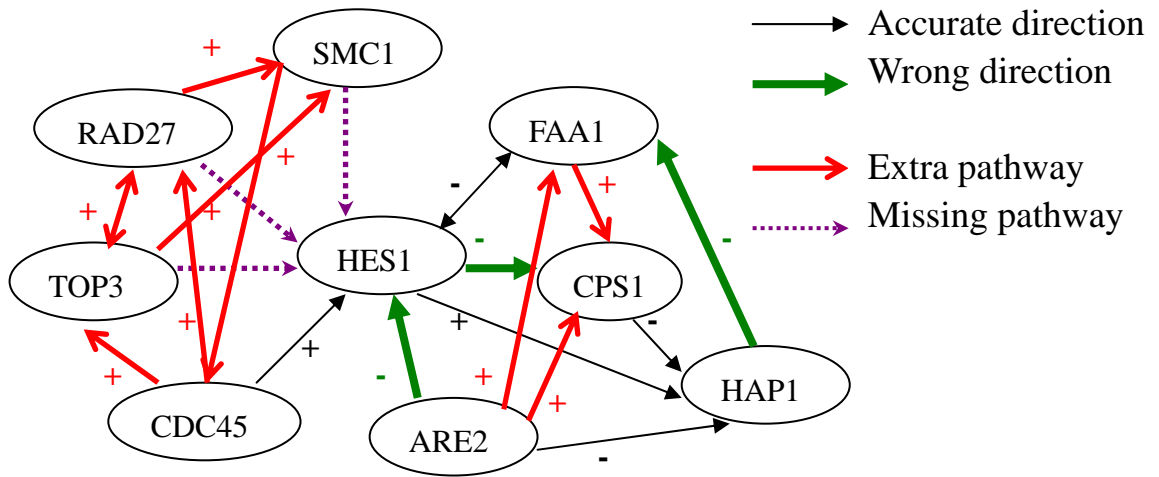 SMC1
Accurate direction
Wrong direction
+
RAD27
FAA1
+
Extra pathway
-
+
+
+
Missing pathway
-
-
HES1
TOP3
CPS1
+
+
-
+
HAP1
-
+
+
+
CDC45
ARE2
-